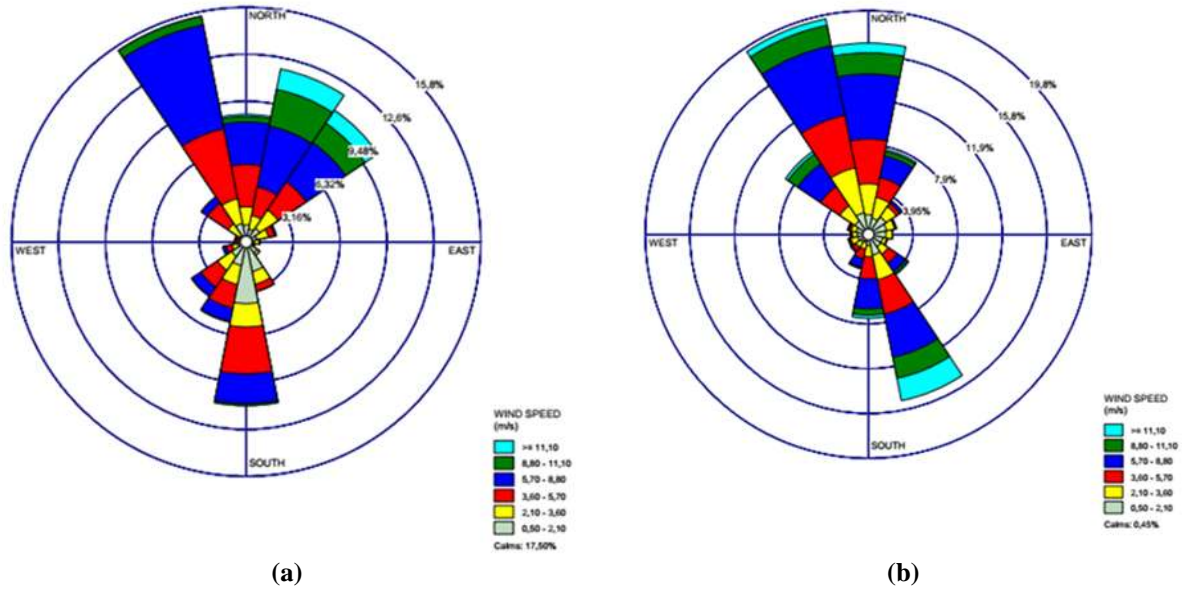 NORTH
15,8%
12,6%
9,48%
6,32%
3,16%
WEST
EAST
SOUTH
WIND SPEED
(m/s)
>= 11,10
8,80 - 11,10
5,70 - 8,80
3,60 - 5,70
2,10 - 3,60
0,50 - 2,10
Calms: 17,50%
(a)
NORTH
19,8%
15,8%
11,9%
7,9%
3,95%
WEST
EAST
SOUTH
WIND SPEED
(m/s)
>= 11,10
8,80 - 11,10
5,70 - 8,80
3,60 - 5,70
2,10 - 3,60
0,50 - 2,10
Calms: 0,45%
(b)